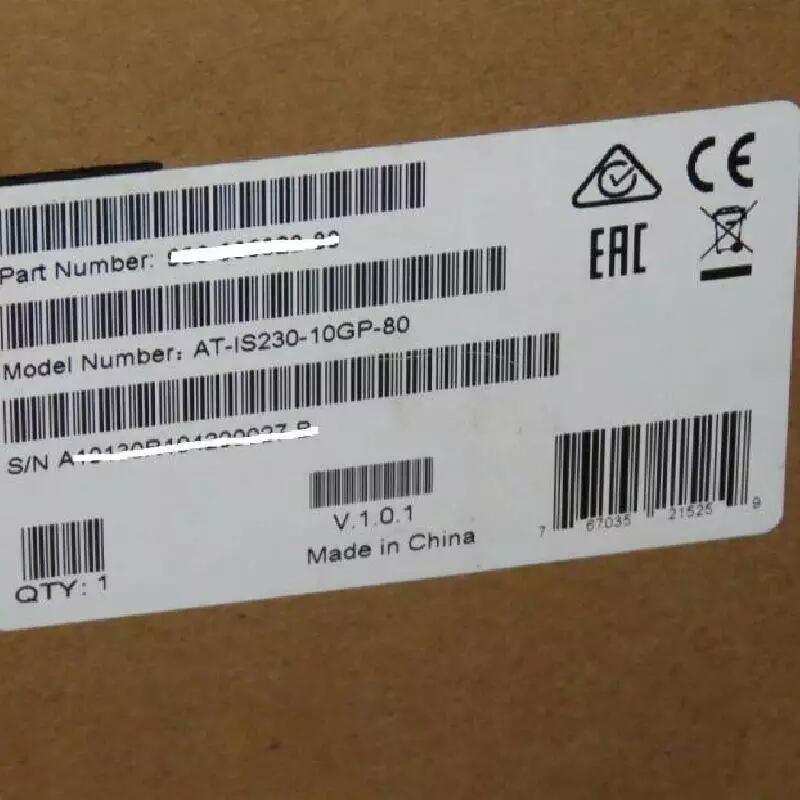 Part Number:
Model Number: AT-IS230-10GP-80
S/N
V.1.0.1
Made in China
QTY: 1
CE
EAC
7 67035 21525 9